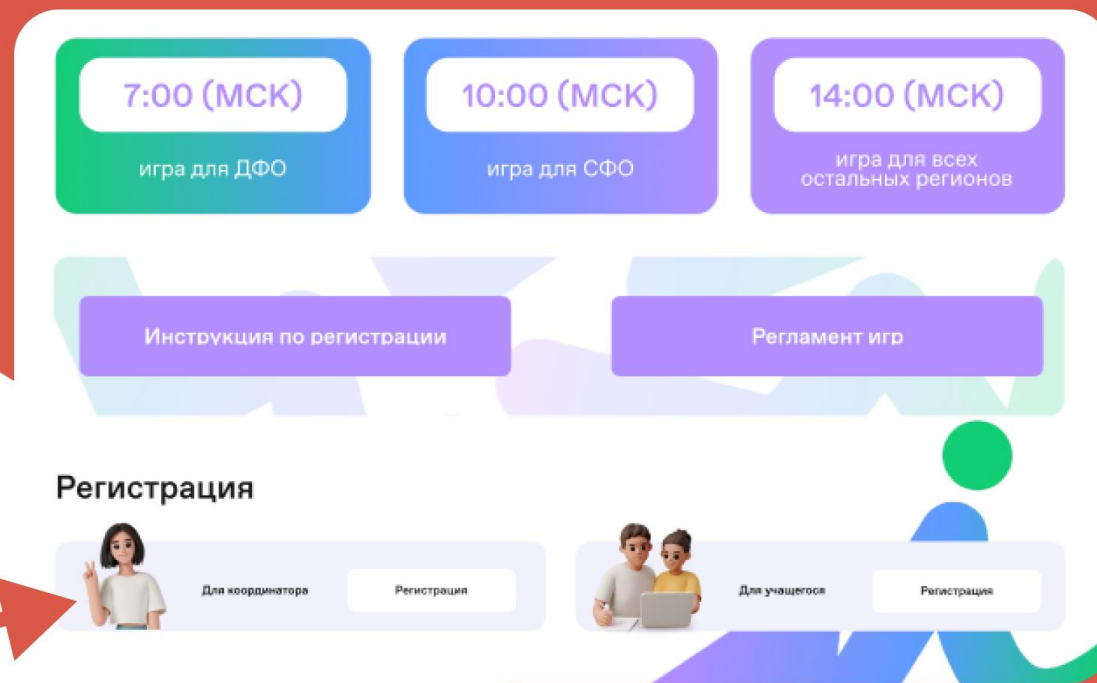 7:00 (МСК)
игра для ДФО
10:00 (МСК)
игра для СФО
14:00 (МСК)
игра для всех
остальных регионов
Инструкция по регистрации
Регламент игр
Регистрация
Для координатора
Регистрация
Для учащегося
Регистрация